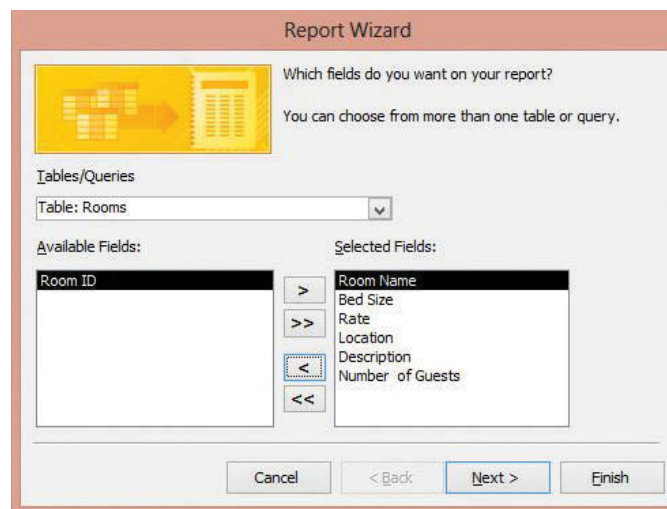 Report Wizard
Which fields do you want on your report?
You can choose from more than one table or query.
Tables/Queries
Table: Rooms
Available Fields:
Selected Fields:
Room ID
>
>>
<
<<
Room Name
Bed Size
Rate
Location
Description
Number of Guests
Cancel
< Back
Next >
Finish